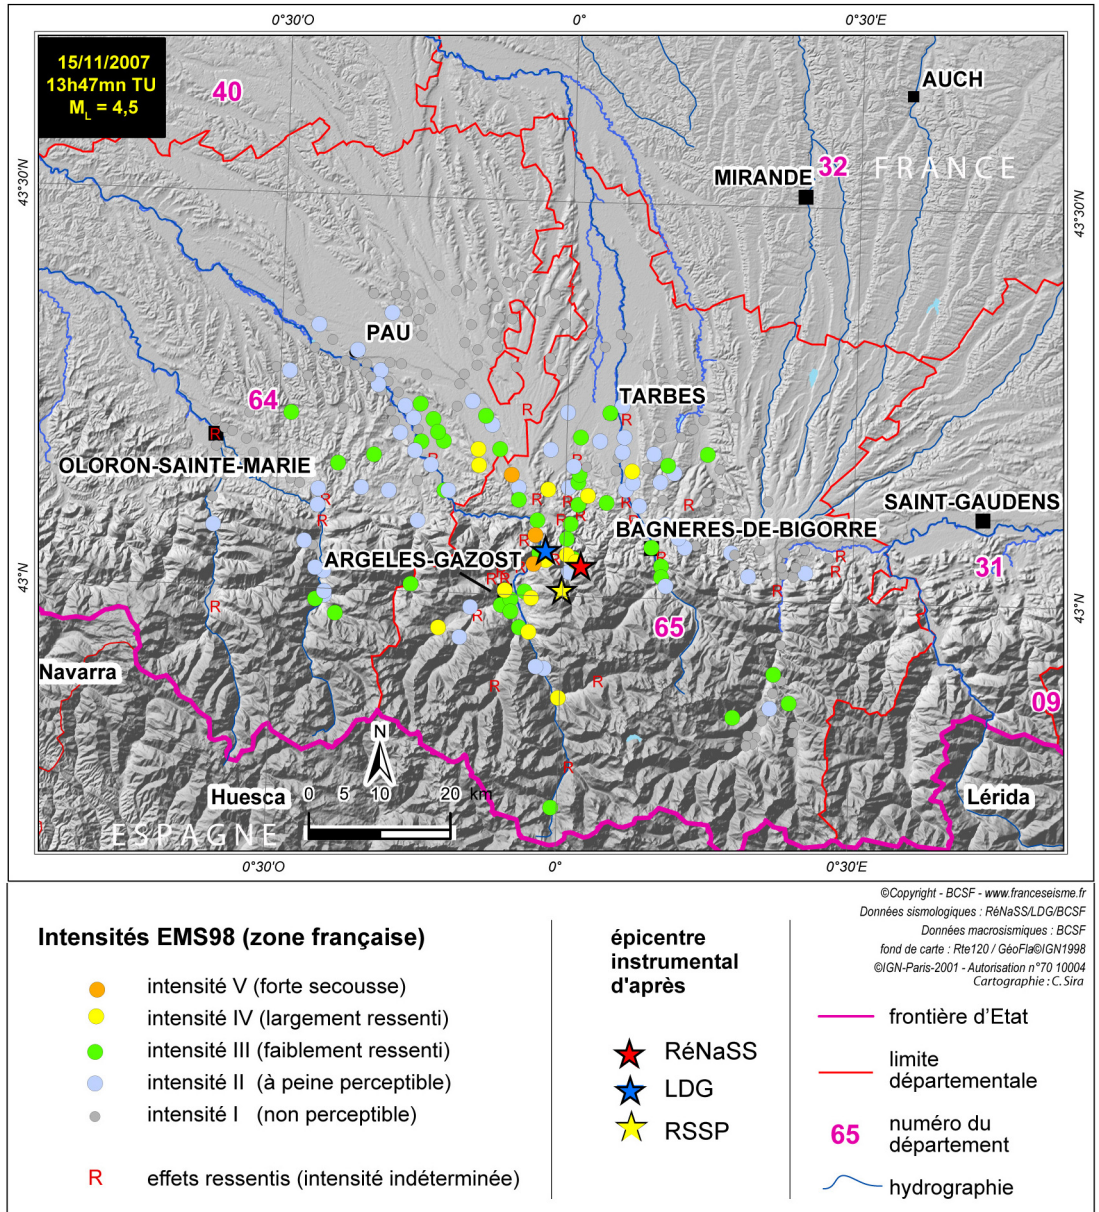 0°30'O
0°
0°30'E
15/11/2007
13h47mn TU
M_L = 4,5
40
AUCH
FRANCE
32
MIRANDE
43°30'N
43°30'N
PAU
64
TARBES
R
R
R
OLORON-SAINTE-MARIE
R
R
SAINT-GAUDENS
R
R
R
R
R
BAGNERES-DE-BIGORRE
ARGELES-GAZOST
31
43°N
43°N
R
R
R
R
R
R
65
Navarra
R
R
09
N
R
Huesca
0 5 10 20 km
Lérida
ESPAGNE
0°30'O
0°
0°30'E
©Copyright - BCSF - www.franceseisme.fr
Données sismologiques : RéNaSS/LDG/BCSF
Données macrosismiques : BCSF
fond de carte : Rte120 / GéoFla©IGN1998
©IGN-Paris-2001 - Autorisation n°70 10004
Cartographie : C. Sira
Intensités EMS98 (zone française)
intensité V (forte secousse)
intensité IV (largement ressenti)
intensité III (faiblement ressenti)
intensité II (à peine perceptible)
intensité I (non perceptible)
R effets ressentis (intensité indéterminée)
épicentre
instrumental
d'après
RéNaSS
LDG
RSSP
frontière d'Etat
limite
départementale
65 numéro du
département
hydrographie